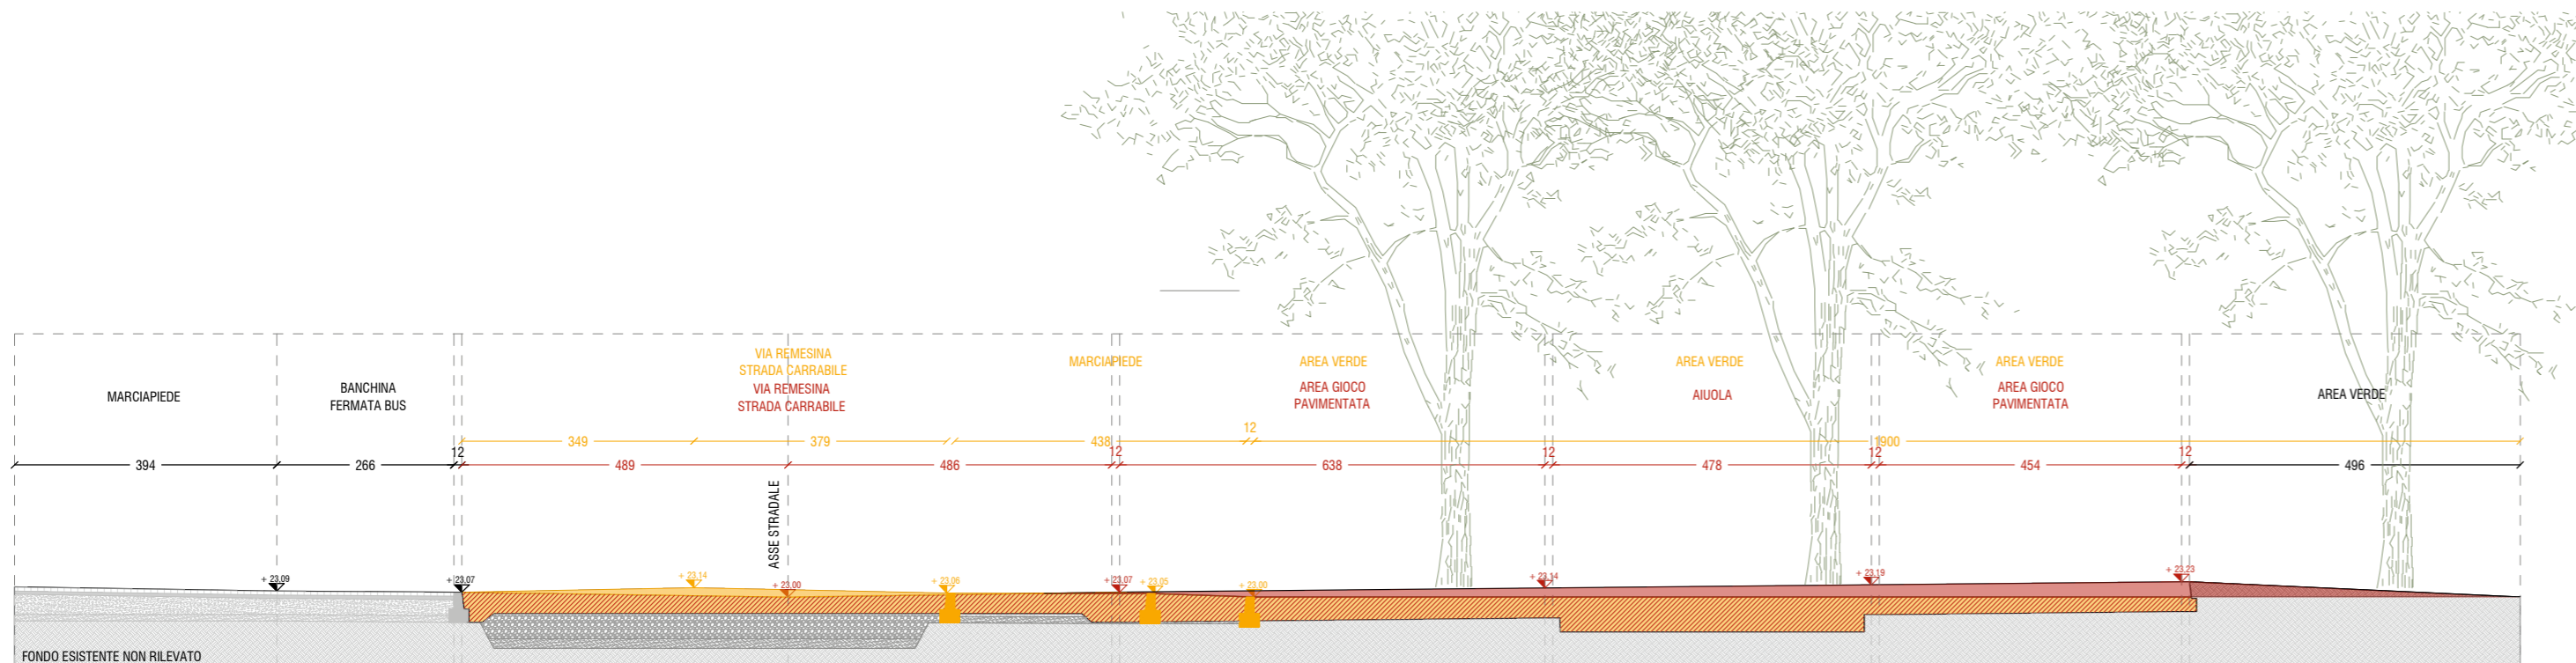 VIA REMESINA
STRADA CARRABILE
MARCIAPIEDE
AREA VERDE
AREA VERDE
AREA VERDE
MARCIAPIEDE
BANCHINA
FERMATA BUS
VIA REMESINA
STRADA CARRABILE
AREA GIOCO
PAVIMENTATA
AIUOLA
AREA GIOCO
PAVIMENTATA
AREA VERDE
349
379
438
12
1900
394
266
12
489
486
12
638
12
478
12
454
12
496
ASSE STRADALE
+ 23.09
+ 23.07
+ 23.14
+ 23.00
+ 23.06
+ 23.07
+ 23.05
+ 23.00
+ 23.14
+ 23.19
+ 23.23
FONDO ESISTENTE NON RILEVATO